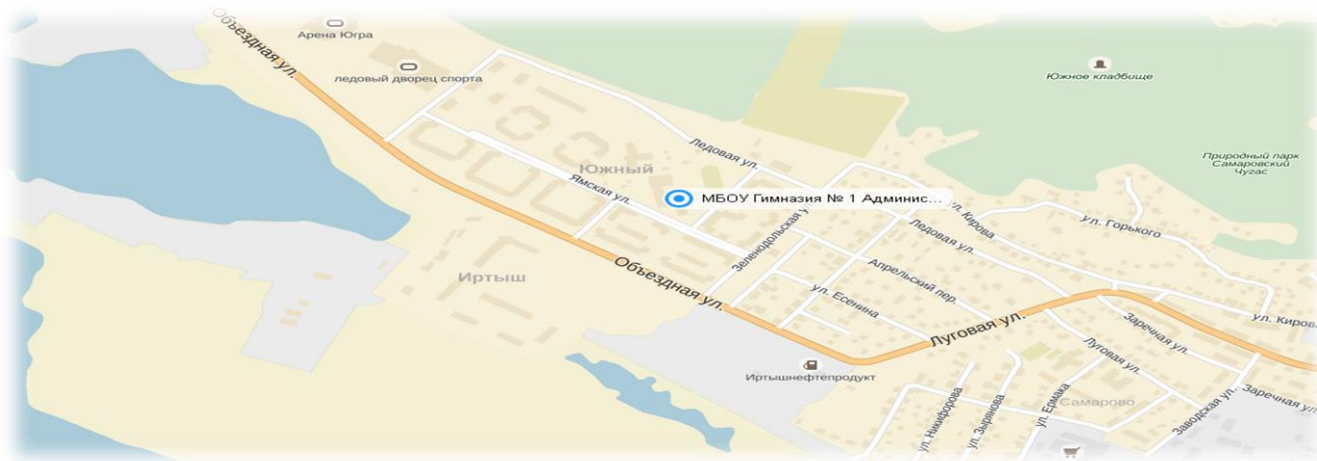 Объездная ул.
Арена Югра
ледовый дворец спорта
Южное кладбище
Природный парк
Самаровский
Чугас
Ледовая ул.
Южный
Ямская ул.
МБОУ Гимназия № 1 Админис...
Зеленодольская у
ул. Кирова
Ледовая ул.
ул. Горького
Иртыш
Объездная ул.
Апрельский пер.
ул. Есенина
Луговая ул.
ул. Киров
Заречная ул.
Луговая ул.
Иртышнефтепродукт
Самарово
Заречная ул.
Заводская ул.
ул. Никифорова
ул. Зырянова
ул. Ермака